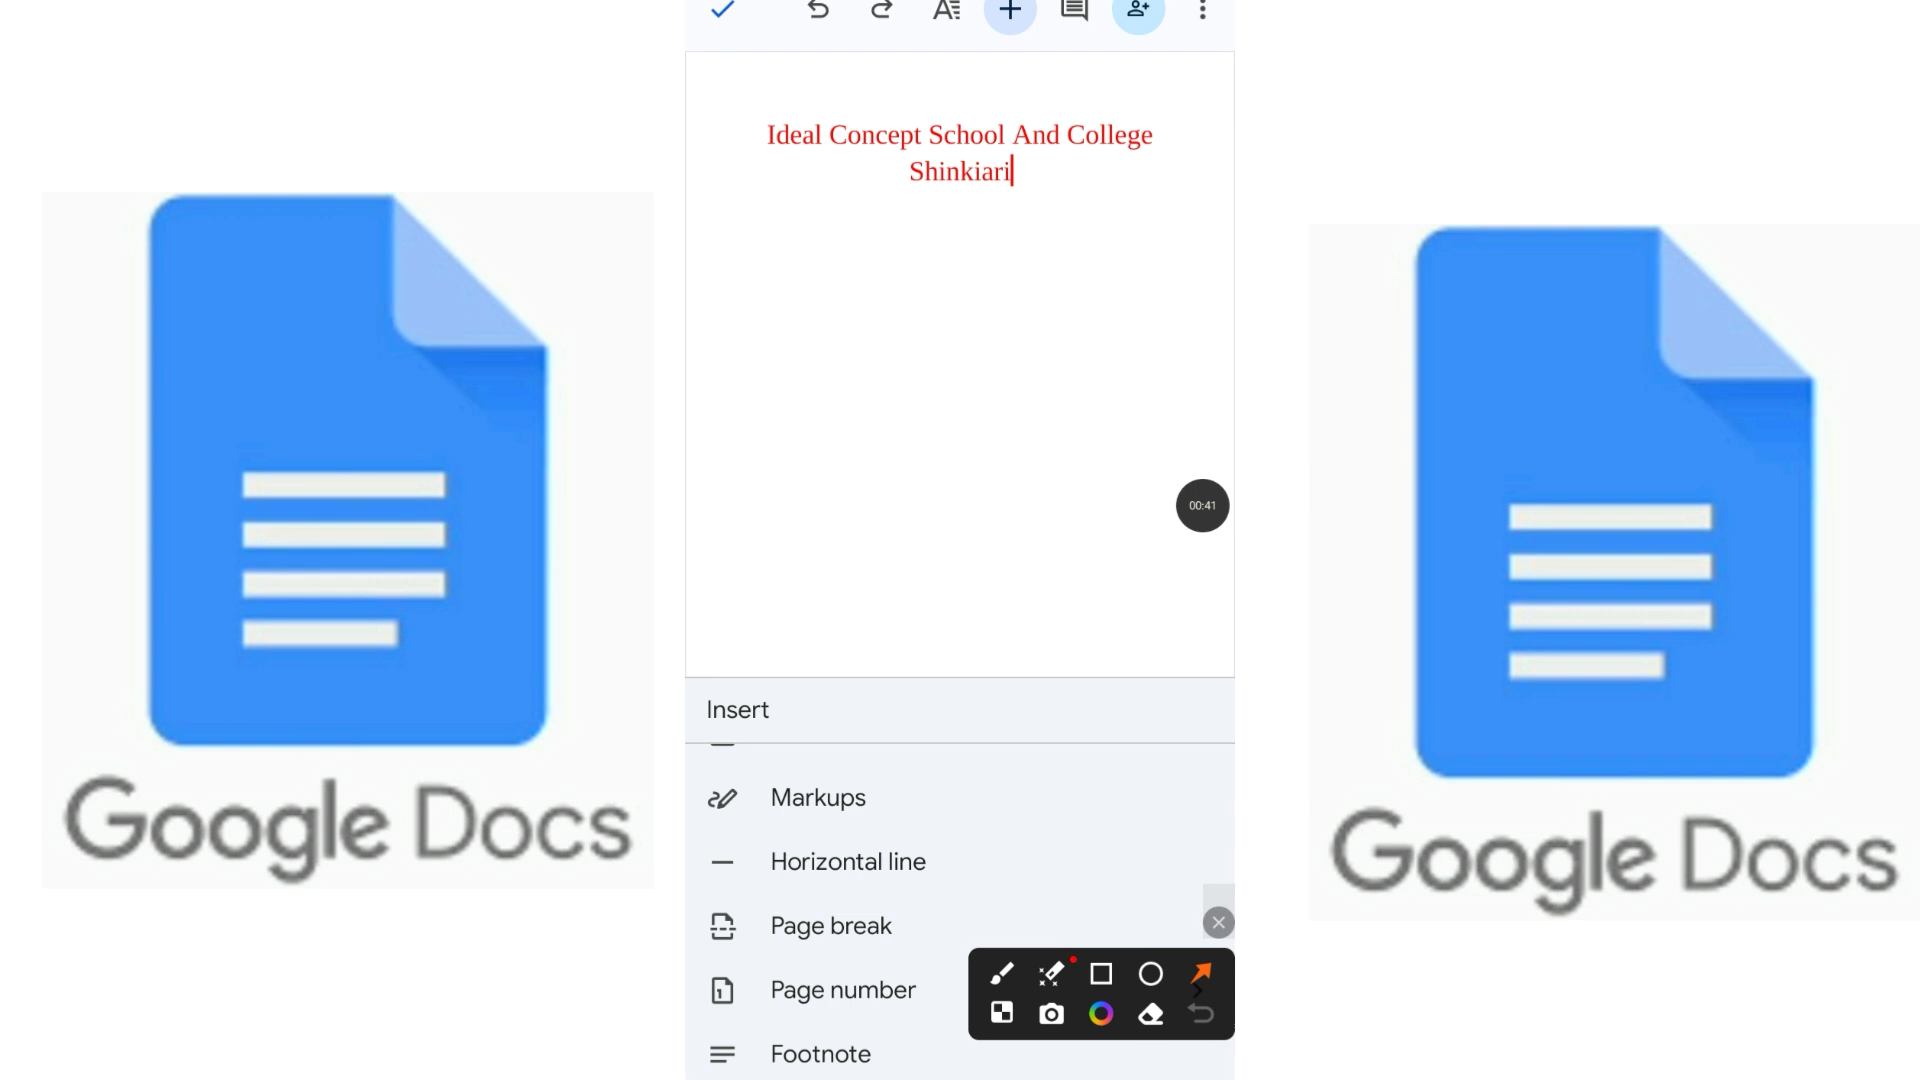 Ideal Concept School And College
Shinkiari
00:41
Insert
Markups
Horizontal line
Page break
Page number
Footnote
Google Docs
Google Docs